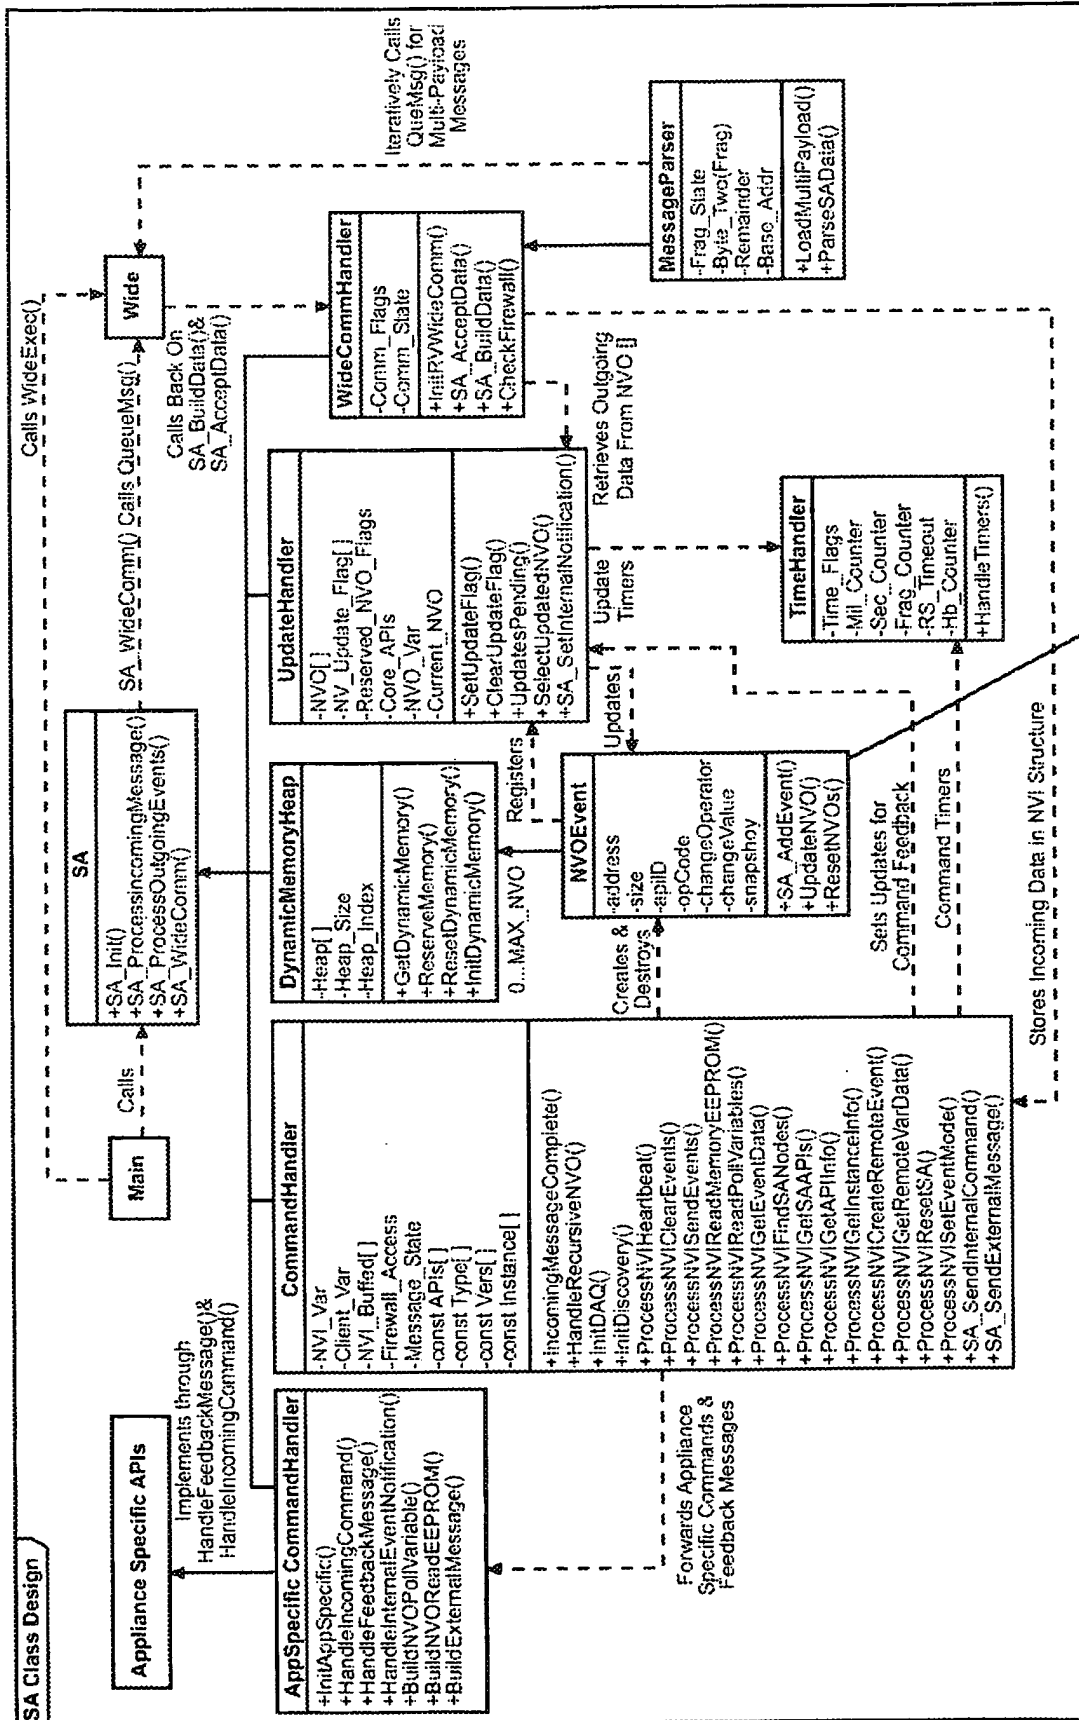 SA Class Design
Appliance Specific APIs
Implements through
HandleFeedbackMessage()&
HandleIncomingCommand()
Main
Calls
Calls WideExec()
SA
+SA_Init()
+SA_ProcessIncomingMessage()
+SA_ProcessOutgoingEvents()
+SA_WideComm()
SA_WideComm() Calls QueueMsg()
Wide
Calls Back On
SA_BuildData()&
SA_AcceptData()
Iteratively Calls
QueMsg() for
Multi-Payload
Messages
AppSpecific CommandHandler
+InitAppSpecific()
+HandleIncomingCommand()
+HandleFeedbackMessage()
+HandleInternalEventNotification()
+BuildNVOPollVariable()
+BuildNVOReadEEPROM()
+BuildExternalMessage()
CommandHandler
-NVI_Var
-Client_Var
-NVI_Buffed[ ]
-Firewall_Access
-Message_State
-const APIs[ ]
-const Type[ ]
-const Vers[ ]
-const Instance[ ]
+IncomingMessageComplete()
+HandleRecursiveNVO()
+InitDAQ()
+InitDiscovery()
+ProcessNVIHeartbeat()
+ProcessNVIClearEvents()
+ProcessNVISendEvents()
+ProcessNVIReadMemoryEEPROM()
+ProcessNVIReadPollVariables()
+ProcessNVIGetEventData()
+ProcessNVIFindSANodes()
+ProcessNVIGetSAAPIs()
+ProcessNVIGetAPIInfo()
+ProcessNVIGetInstanceInfo()
+ProcessNVICreateRemoteEvent()
+ProcessNVIGetRemoteVarData()
+ProcessNVIResetSA()
+ProcessNVISetEventMode()
+SA_SendInternalCommand()
+SA_SendExternalMessage()
DynamicMemoryHeap
-Heap[ ]
-Heap_Size
-Heap_Index
+GetDynamicMemory()
+ReserveMemory()
+ResetDynamicMemory()
+InitDynamicMemory()
UpdateHandler
-NVO[ ]
-NV_Update_Flag[ ]
-Reserved_NVO_Flags
-Core_APIs
-NVO_Var
-Current_NVO
+SetUpdateFlag()
+ClearUpdateFlag()
+UpdatesPending()
+SelectUpdatedNVO()
+SA_SetInternalNotification()
WideCommHandler
-Comm_Flags
-Comm_State
+InitRVWideComm()
+SA_AcceptData()
+SA_BuildData()
+CheckFirewall()
0...MAX_NVO
Registers
Updates
Update
Timers
Retrieves Outgoing
Data From NVO []
Creates &
Destroys
NVOEvent
-address
-size
-apiID
-opCode
-changeOperator
-changeValue
-snapshoy
+SA_AddEvent()
+UpdateNVO()
+ResetNVOs()
MessageParser
-Frag_State
-Byte_Two(Frag)
-Remainder
-Base_Addr
+LoadMultiPayload()
+ParseSAData()
TimeHandler
-Time_Flags
-Mil_Counter
-Sec_Counter
-Frag_Counter
-RS_Timeout
-Hb_Counter
+HandleTimers()
Forwards Appliance
Specific Commands &
Feedback Messages
Sets Updates for
Command Feedback
Command Timers
Stores Incoming Data in NVI Structure